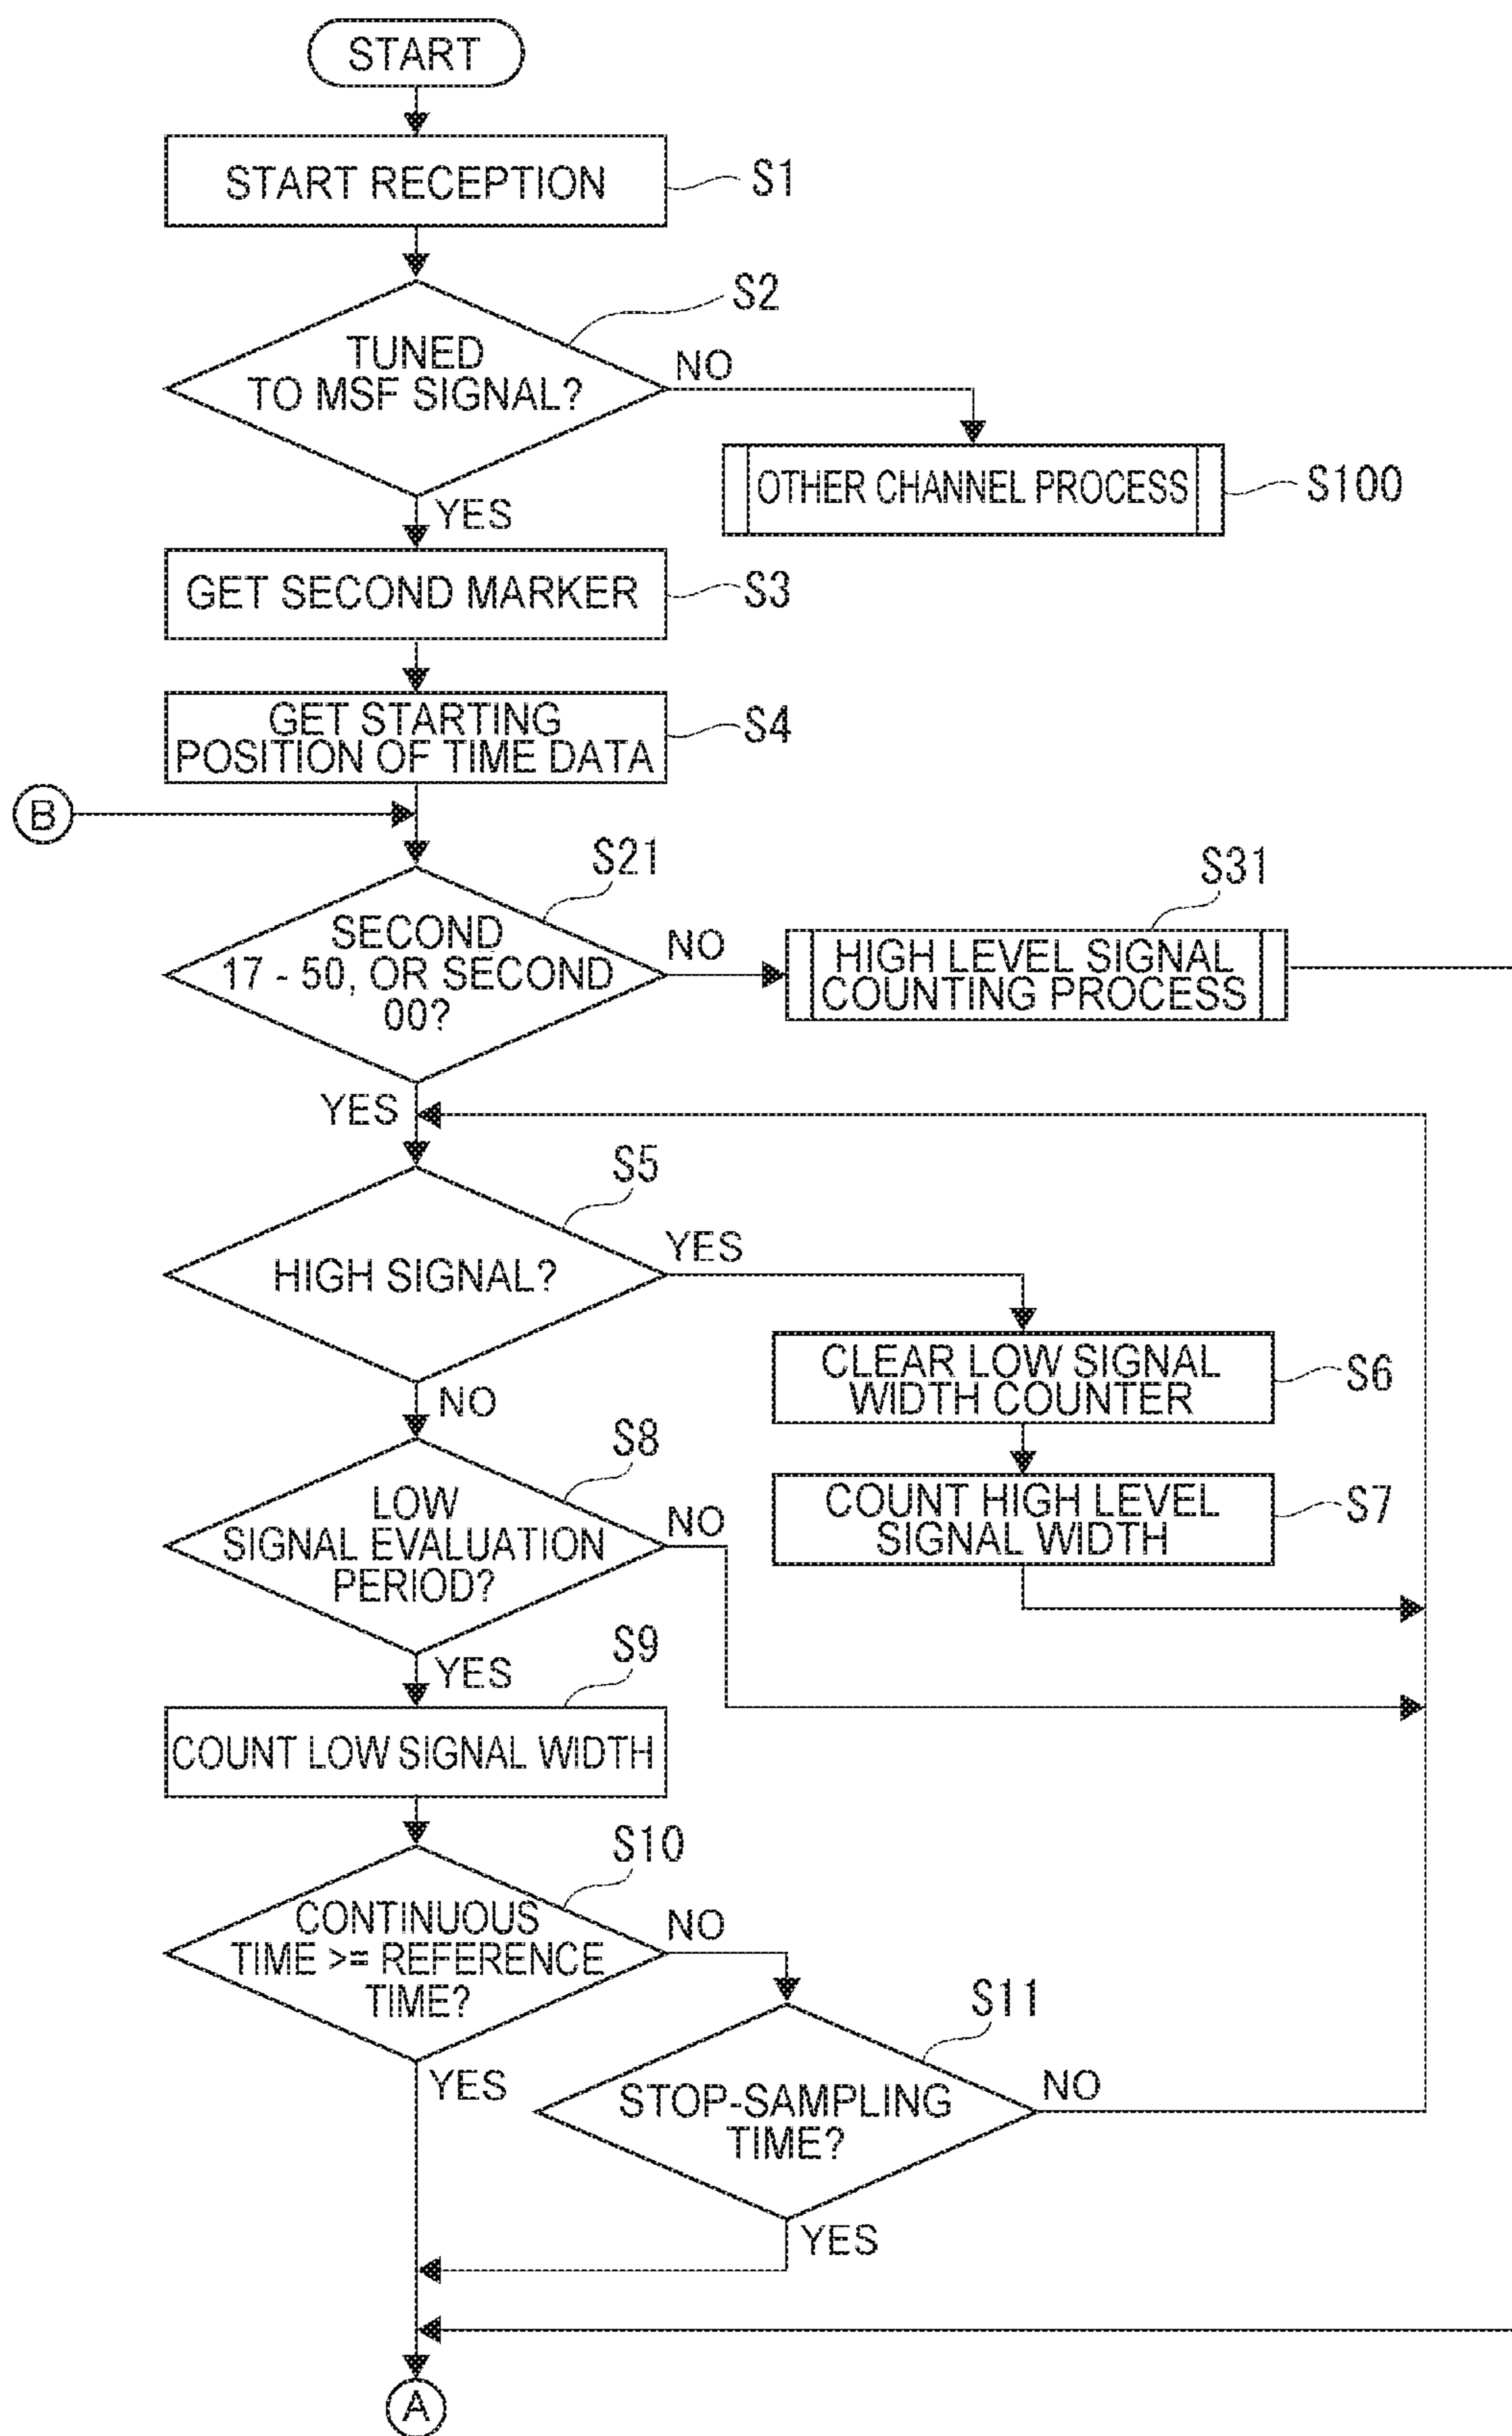 START
START RECEPTION
S1
S2
TUNED
TO MSF SIGNAL?
NO
OTHER CHANNEL PROCESS
S100
YES
GET SECOND MARKER
S3
GET STARTING
POSITION OF TIME DATA
S4
B
S21
SECOND
17 - 50, OR SECOND
00?
NO
S31
HIGH LEVEL SIGNAL
COUNTING PROCESS
YES
S5
HIGH SIGNAL?
YES
CLEAR LOW SIGNAL
WIDTH COUNTER
S6
NO
COUNT HIGH LEVEL
SIGNAL WIDTH
S7
S8
LOW
SIGNAL EVALUATION
PERIOD?
NO
YES
S9
COUNT LOW SIGNAL WIDTH
S10
CONTINUOUS
TIME >= REFERENCE
TIME?
NO
YES
S11
STOP-SAMPLING
TIME?
NO
YES
A